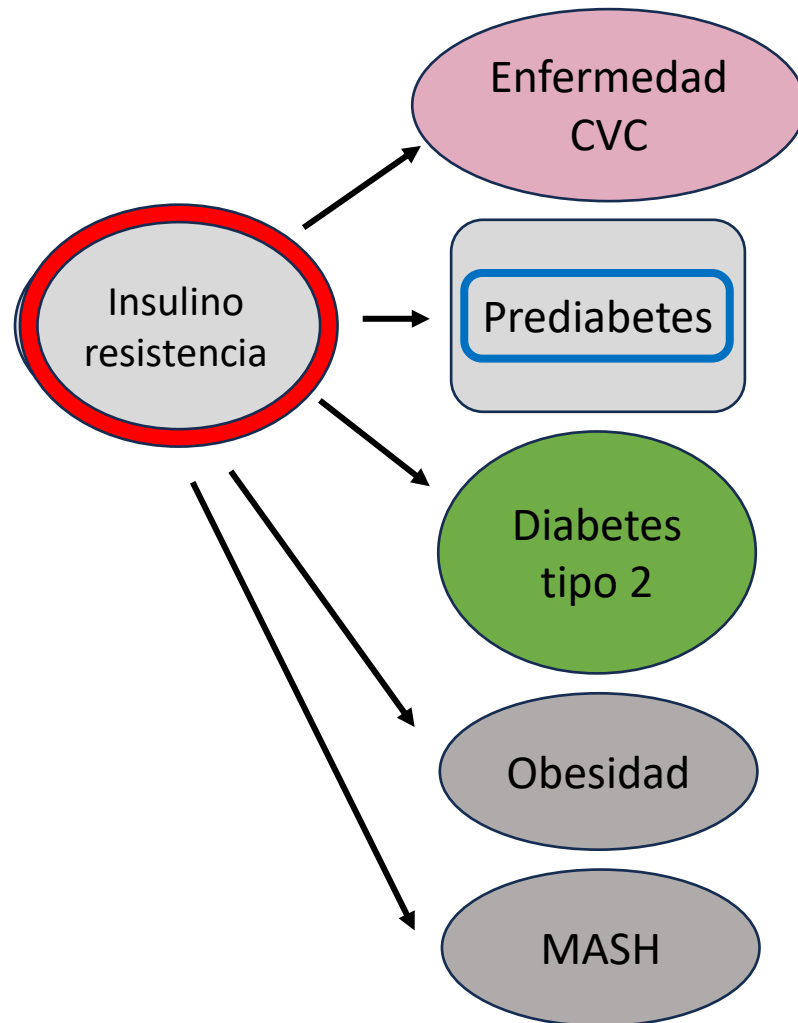 Enfermedad
CVC
Insulino
resistencia
Prediabetes
Diabetes
tipo 2
Obesidad
MASH